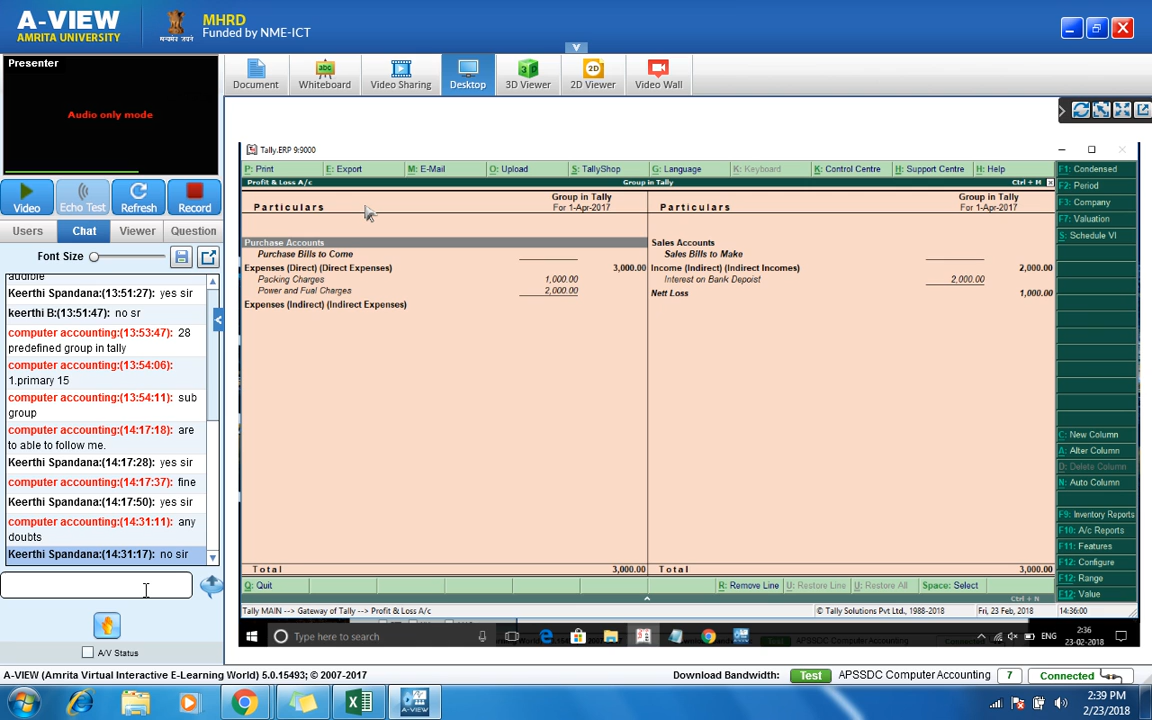 A-VIEW
AMRITA UNIVERSITY
MHRD
Funded by NME-ICT
Presenter
Audio only mode
Document
Whiteboard
Video Sharing
Desktop
3D Viewer
2D Viewer
Video Wall
Video
Echo Test
Refresh
Record
Users
Chat
Viewer
Question
Font Size
audible
Keerthi Spandana:(13:51:27): yes sir
keerthi B:(13:51:47): no sr
computer accounting:(13:53:47): 28
predefined group in tally
computer accounting:(13:54:06):
1.primary 15
computer accounting:(13:54:11): sub
group
computer accounting:(14:17:18): are
to able to follow me.
Keerthi Spandana:(14:17:28): yes sir
computer accounting:(14:17:37): fine
Keerthi Spandana:(14:17:50): yes sir
computer accounting:(14:31:11): any
doubts
Keerthi Spandana:(14:31:17): no sir
A/V Status
Tally.ERP 9:9000
P: Print E: Export M: E-Mail O: Upload S: TallyShop G: Language K: Keyboard K: Control Centre H: Support Centre H: Help
Profit & Loss A/c Group in Tally Ctrl + M
Particulars Group in Tally Particulars Group in Tally
For 1-Apr-2017 For 1-Apr-2017
Purchase Accounts Sales Accounts
Purchase Bills to Come Sales Bills to Make
Expenses (Direct) (Direct Expenses) 3,000.00 Income (Indirect) (Indirect Incomes) 2,000.00
Packing Charges 1,000.00 Interest on Bank Depoist 2,000.00
Power and Fual Charges 2,000.00 Nett Loss 1,000.00
Expenses (Indirect) (Indirect Expenses)
Total 3,000.00 Total 3,000.00
Q: Quit R: Remove Line U: Restore Line U: Restore All Space: Select
Ctrl + N
Tally MAIN --> Gateway of Tally --> Profit & Loss A/c © Tally Solutions Pvt Ltd., 1988-2018 Fri, 23 Feb, 2018 14:36:00
F1: Condensed
F2: Period
F3: Company
F7: Valuation
S: Schedule VI
C: New Column
A: Alter Column
D: Delete Column
N: Auto Column
F9: Inventory Reports
F10: A/c Reports
F11: Features
F12: Configure
F12: Range
F12: Value
Type here to search
ENG
2:36
23-02-2018
A-VIEW (Amrita Virtual Interactive E-Learning World) 5.0.15493; © 2007-2017 Download Bandwidth: Test APSSDC Computer Accounting 7 Connected
2:39 PM
2/23/2018